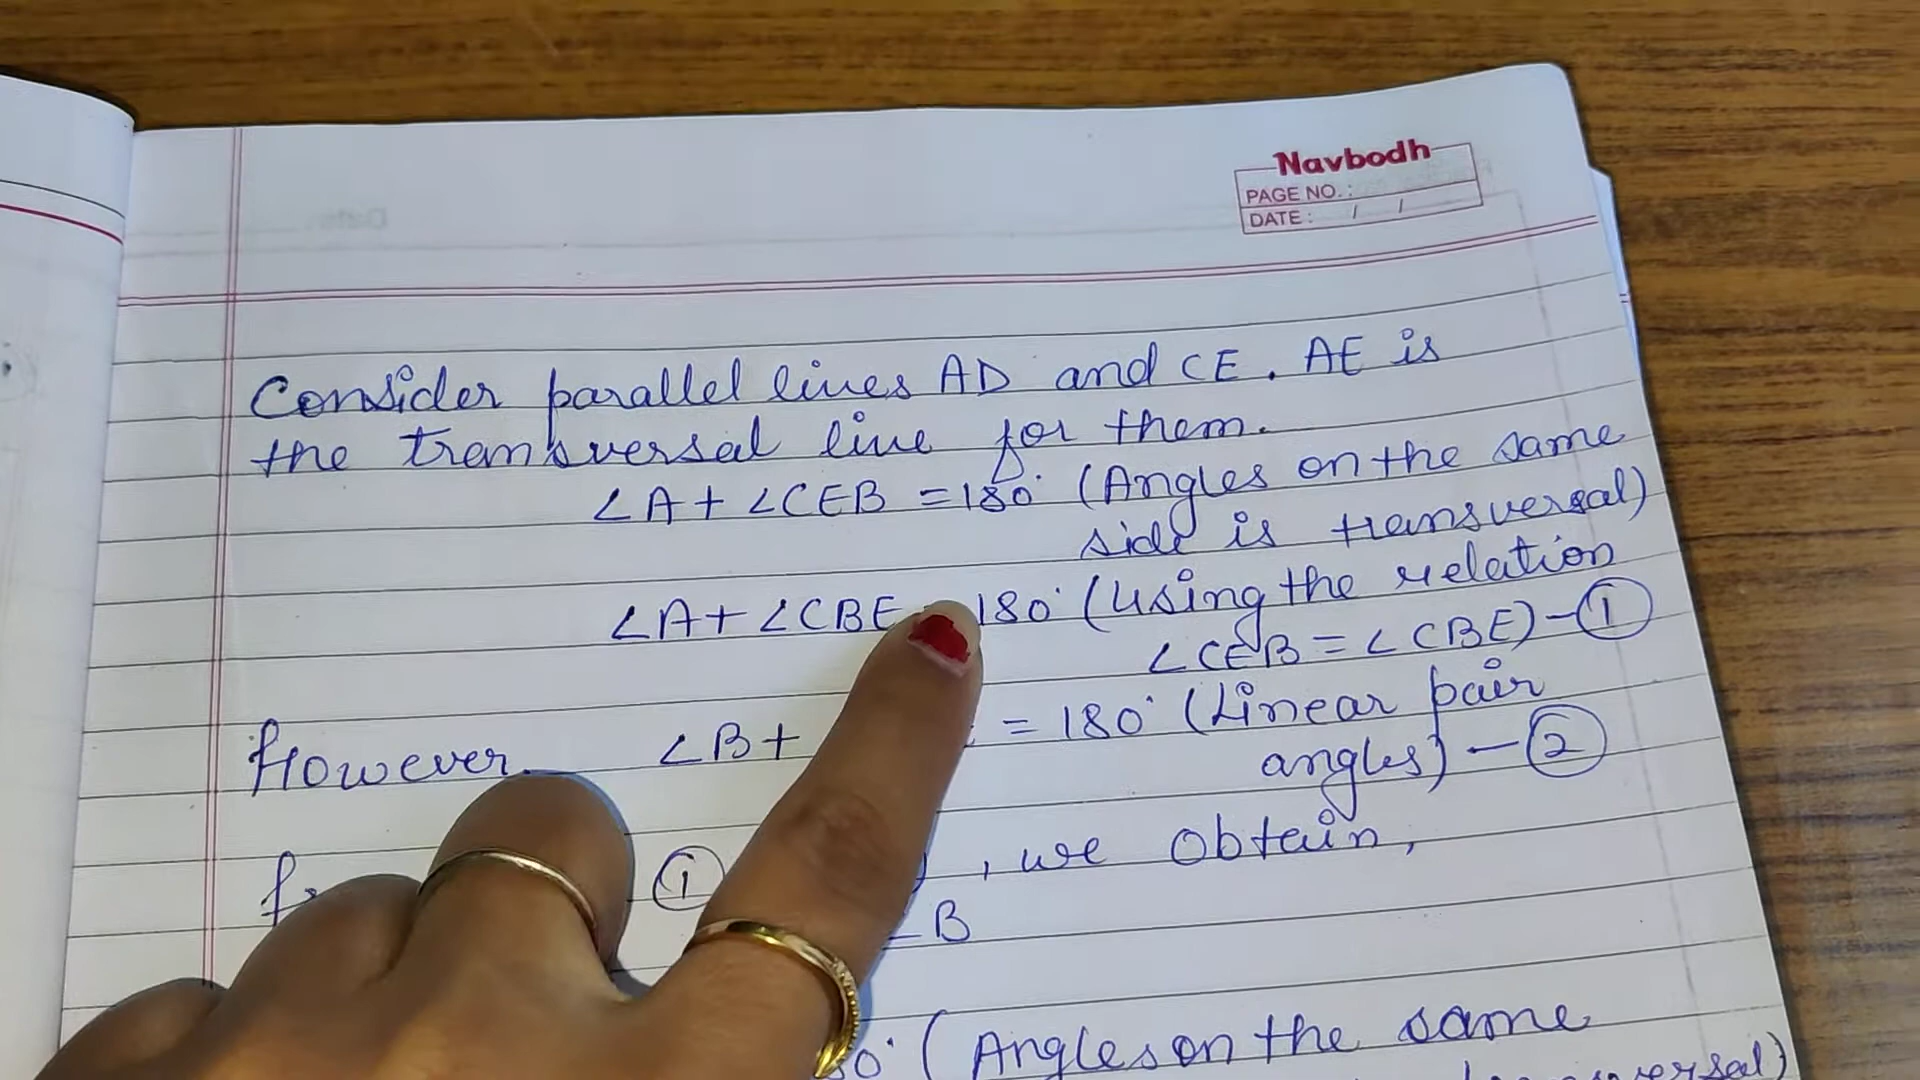 Navbodh
PAGE NO. :
DATE : / /
Consider parallel lines AD and CE. AE is
the transversal line for them.
∠A + ∠CEB = 180° (Angles on the same
side is transversal)
∠A + ∠CBE = 180° (Using the relation
∠CEB = ∠CBE) - ①
However ∠B + = 180° (Linear pair
angles) - ②
① , we obtain,
∠B
0° (Angles on the same